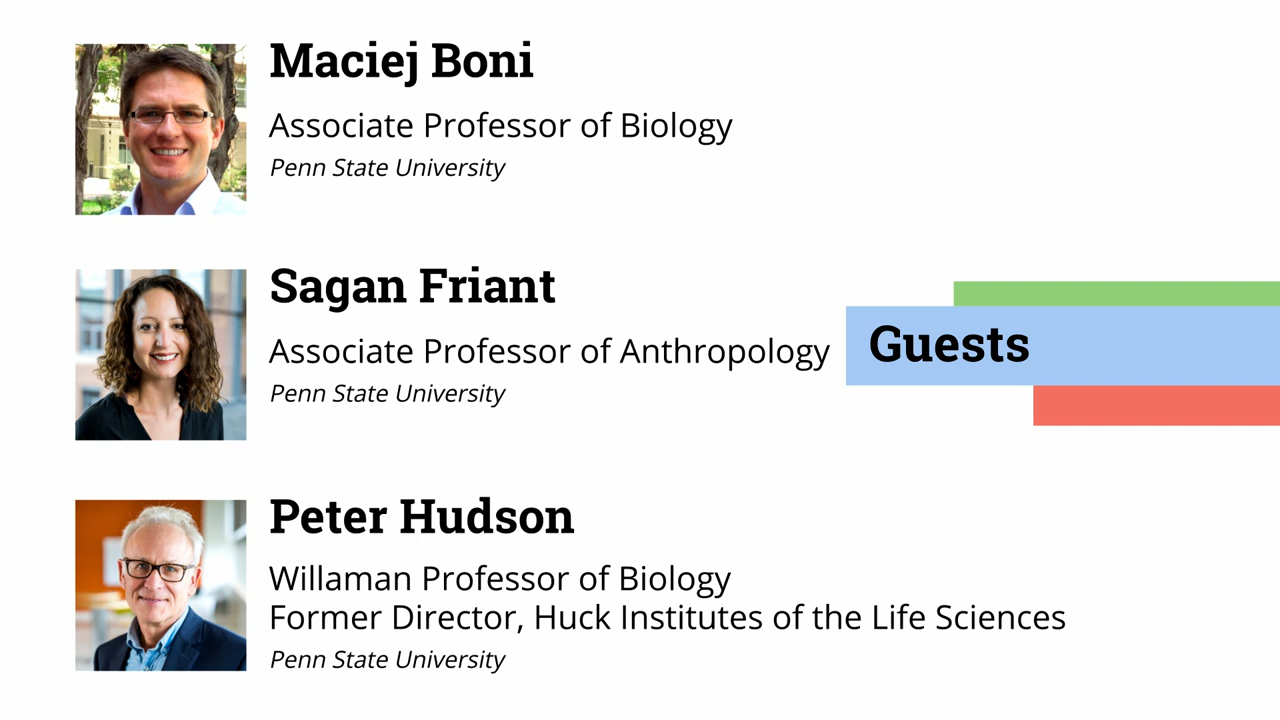 Maciej Boni
Associate Professor of Biology
Penn State University
Sagan Friant
Associate Professor of Anthropology
Penn State University
Guests
Peter Hudson
Willaman Professor of Biology
Former Director, Huck Institutes of the Life Sciences
Penn State University